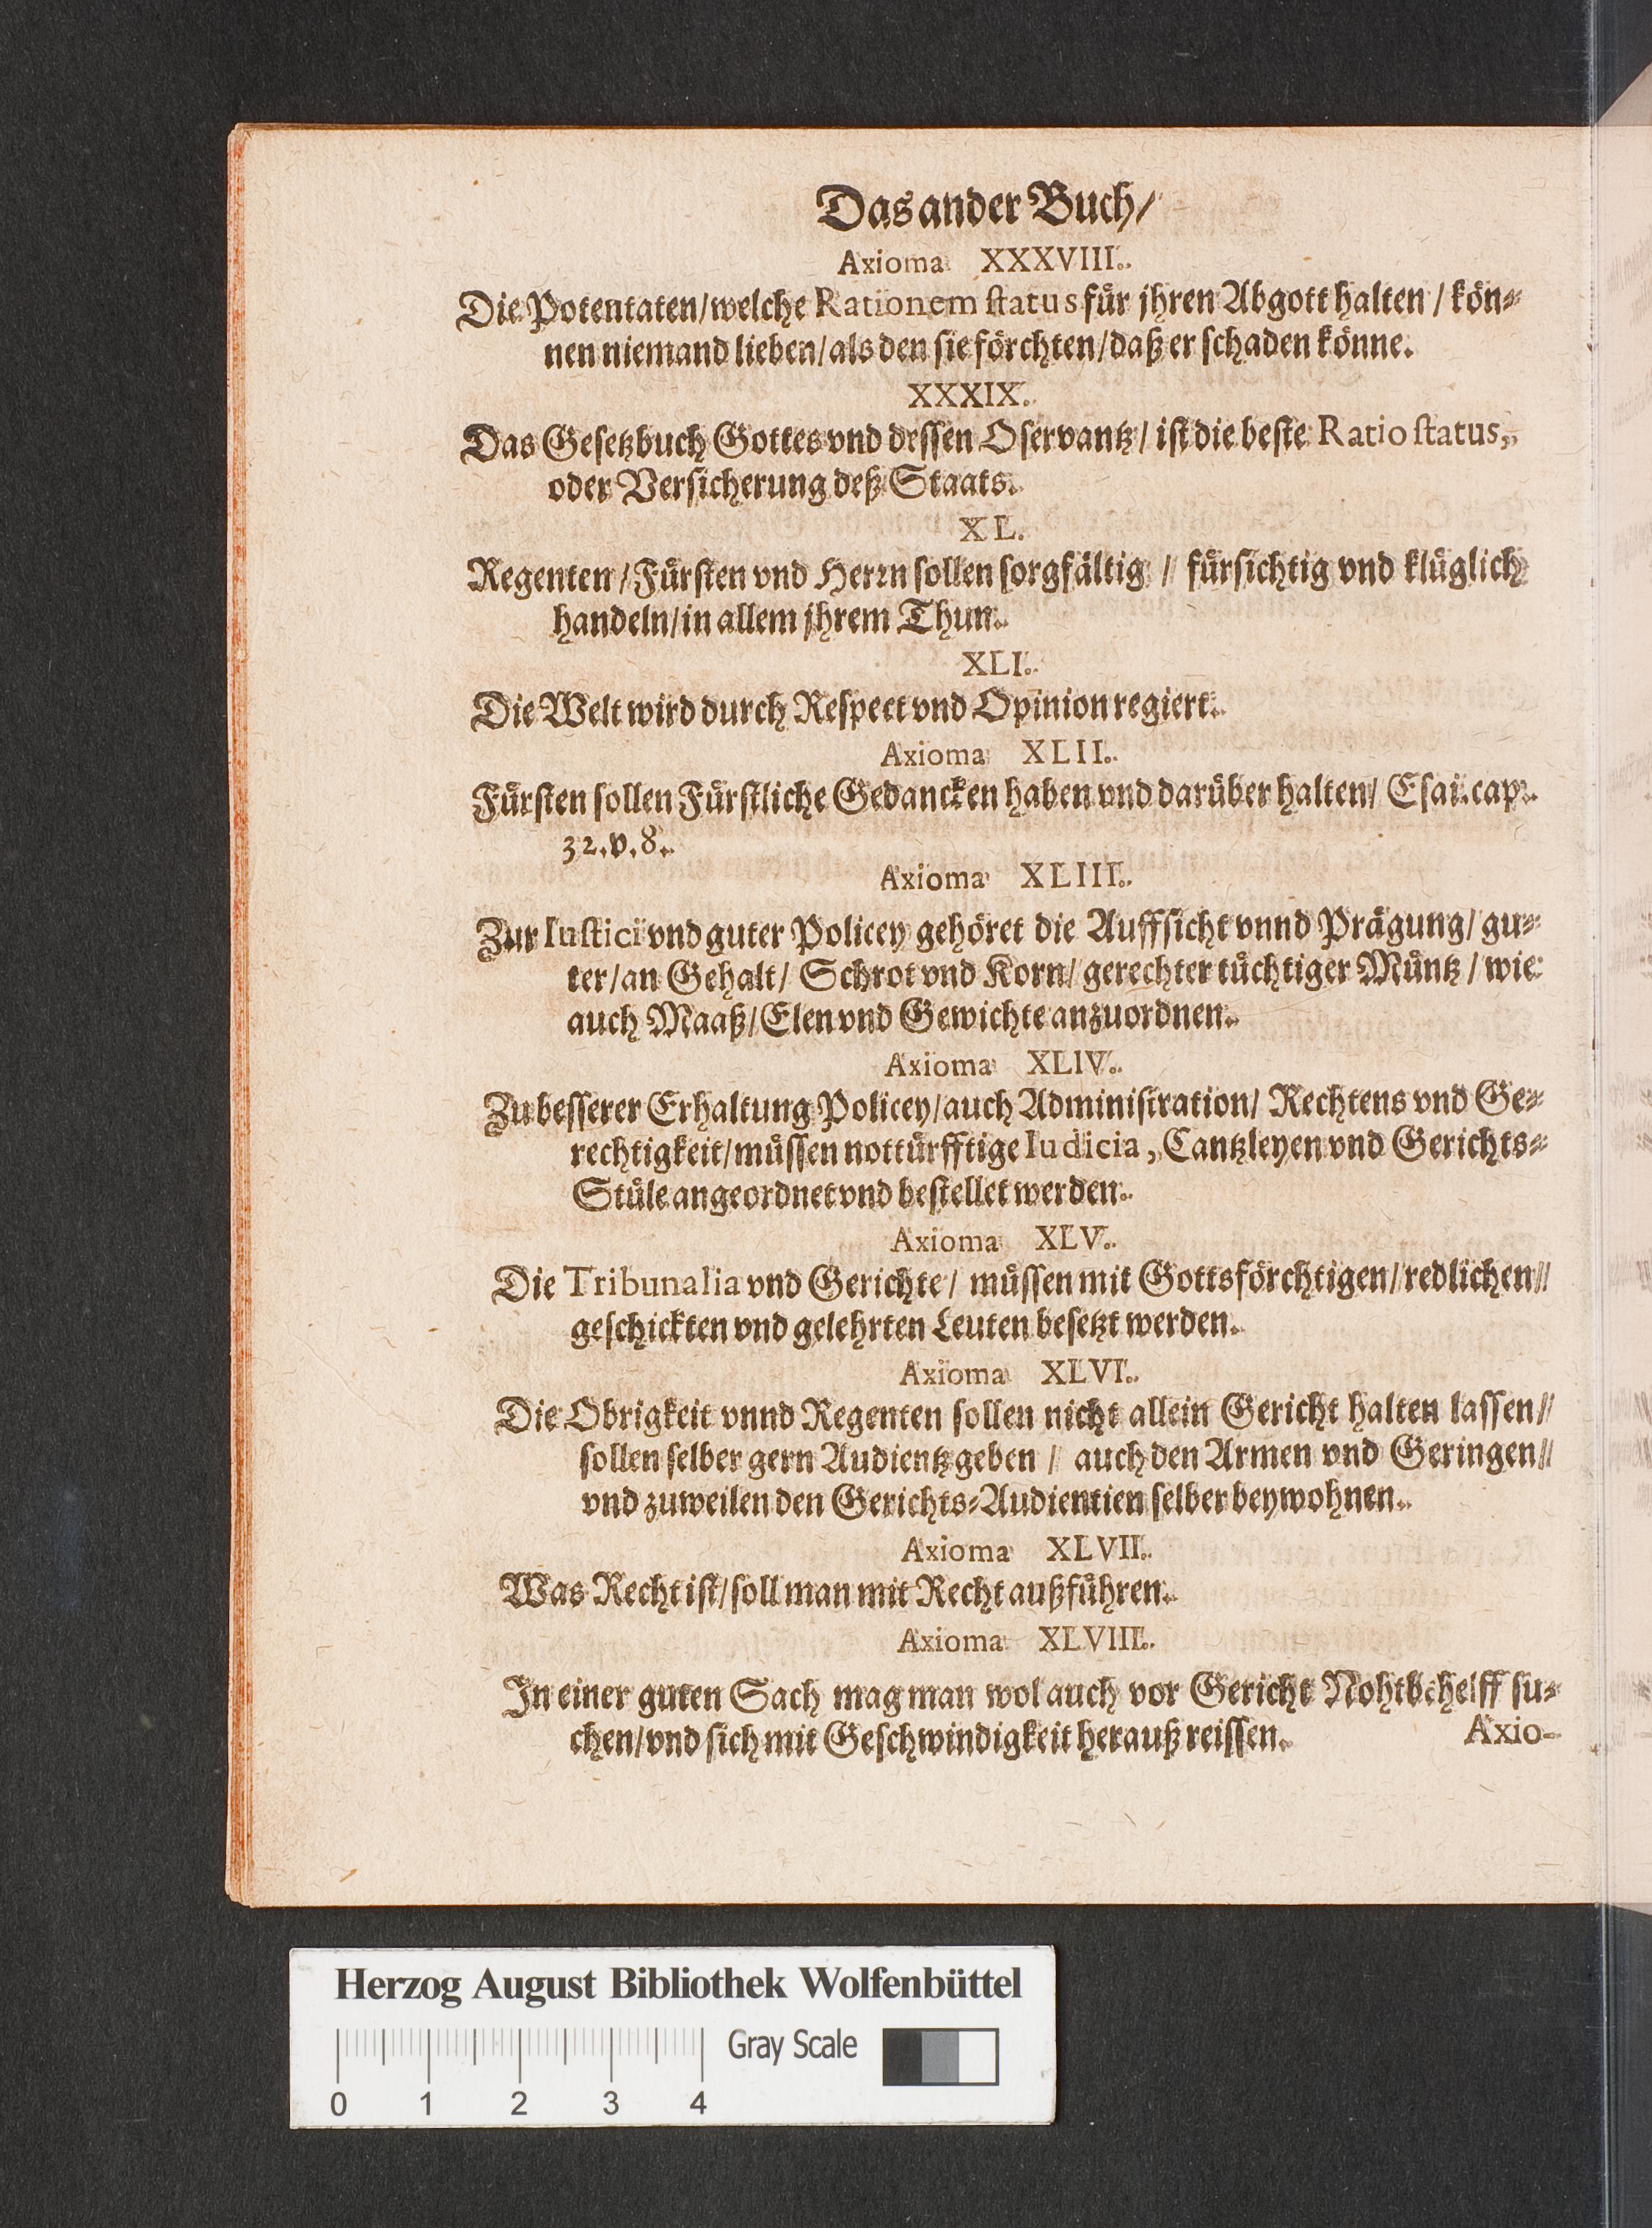 Das ander Buch/
Axioma XXXVIII.
Die Potentaten/welche Rationem status für jhren Abgott halten / kön-
nen niemand lieben/als den sie förchten/daß er schaden könne.
XXXIX.
Das Gesetzbuch Gottes vnd dessen Oservantz/ ist die beste Ratio status,
oder Versicherung deß Staats.
XL.
Regenten /Fürsten vnd Herrn sollen sorgfältig / fürsichtig vnd klüglich
handeln/in allem jhrem Thun.
XLI.
Die Welt wird durch Respect vnd Opinion regiert.
Axioma XLII.
Fürsten sollen Fürstliche Gedancken haben vnd darüber halten/ Esai. cap.
32. v. 8.
Axioma XLIII.
Zur Iustici vnd guter Policey gehöret die Auffsicht vnnd Prägung/ gu-
ter/an Gehalt/ Schrot vnd Korn/ gerechter tüchtiger Müntz / wie
auch Maaß/Elen vnd Gewichte anzuordnen.
Axioma XLIV.
Zu besserer Erhaltung Policey/auch Administration/ Rechtens vnd Ge-
rechtigkeit/müssen nottürfftige Iudicia, Cantzleyen vnd Gerichts-
Stüle angeordnet vnd bestellet werden.
Axioma XLV.
Die Tribunalia vnd Gerichte/ müssen mit Gottsförchtigen/redlichen/
geschickten vnd gelehrten Leuten besetzt werden.
Axioma XLVI.
Die Obrigkeit vnnd Regenten sollen nicht allein Gericht halten lassen/
sollen selber gern Audientz geben / auch den Armen vnd Geringen/
vnd zuweilen den Gerichts-Audientien selber beywohnen.
Axioma XLVII.
Was Recht ist/soll man mit Recht außführen.
Axioma XLVIII.
In einer guten Sach mag man wol auch vor Gericht Nohtbehelff su-
chen/vnd sich mit Geschwindigkeit herauß reissen.
Axio-
Herzog August Bibliothek Wolfenbüttel
Gray Scale
0 1 2 3 4